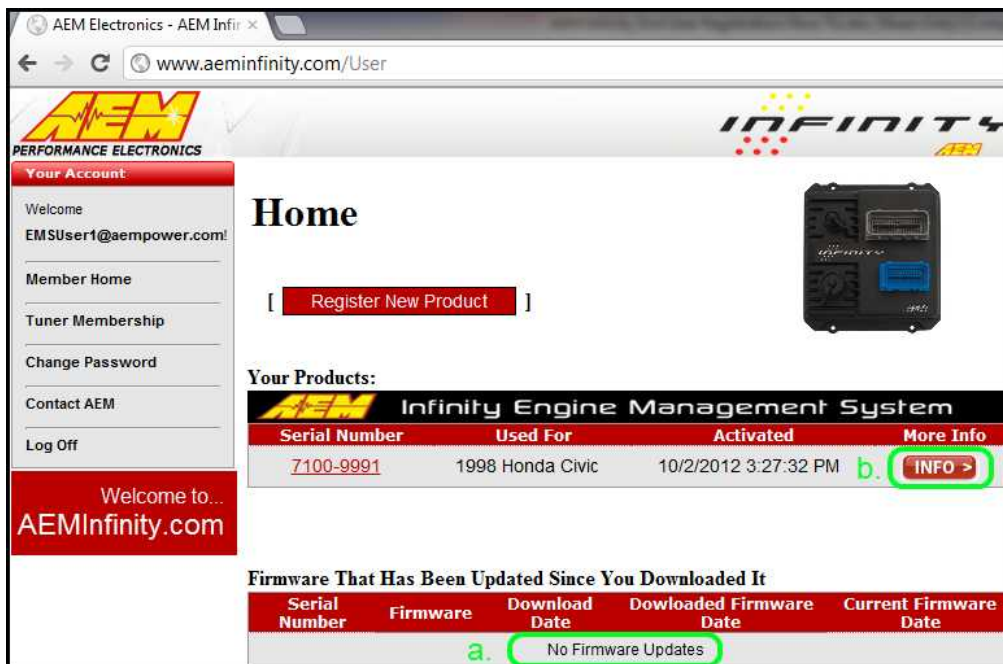 AEM Electronics - AEM Infir ×
www.aeminfinity.com/User
AEM
PERFORMANCE ELECTRONICS
INFINITY
AEM
Your Account
Welcome
EMSUser1@aempower.com!
Member Home
Tuner Membership
Change Password
Contact AEM
Log Off
Welcome to...
AEMInfinity.com
Home
[ Register New Product ]
Your Products:
AEM Infinity Engine Management System
Serial Number Used For Activated More Info
7100-9991 1998 Honda Civic 10/2/2012 3:27:32 PM b. INFO >
Firmware That Has Been Updated Since You Downloaded It
Serial Number Firmware Download Date Dowloaded Firmware Date Current Firmware Date
a. No Firmware Updates